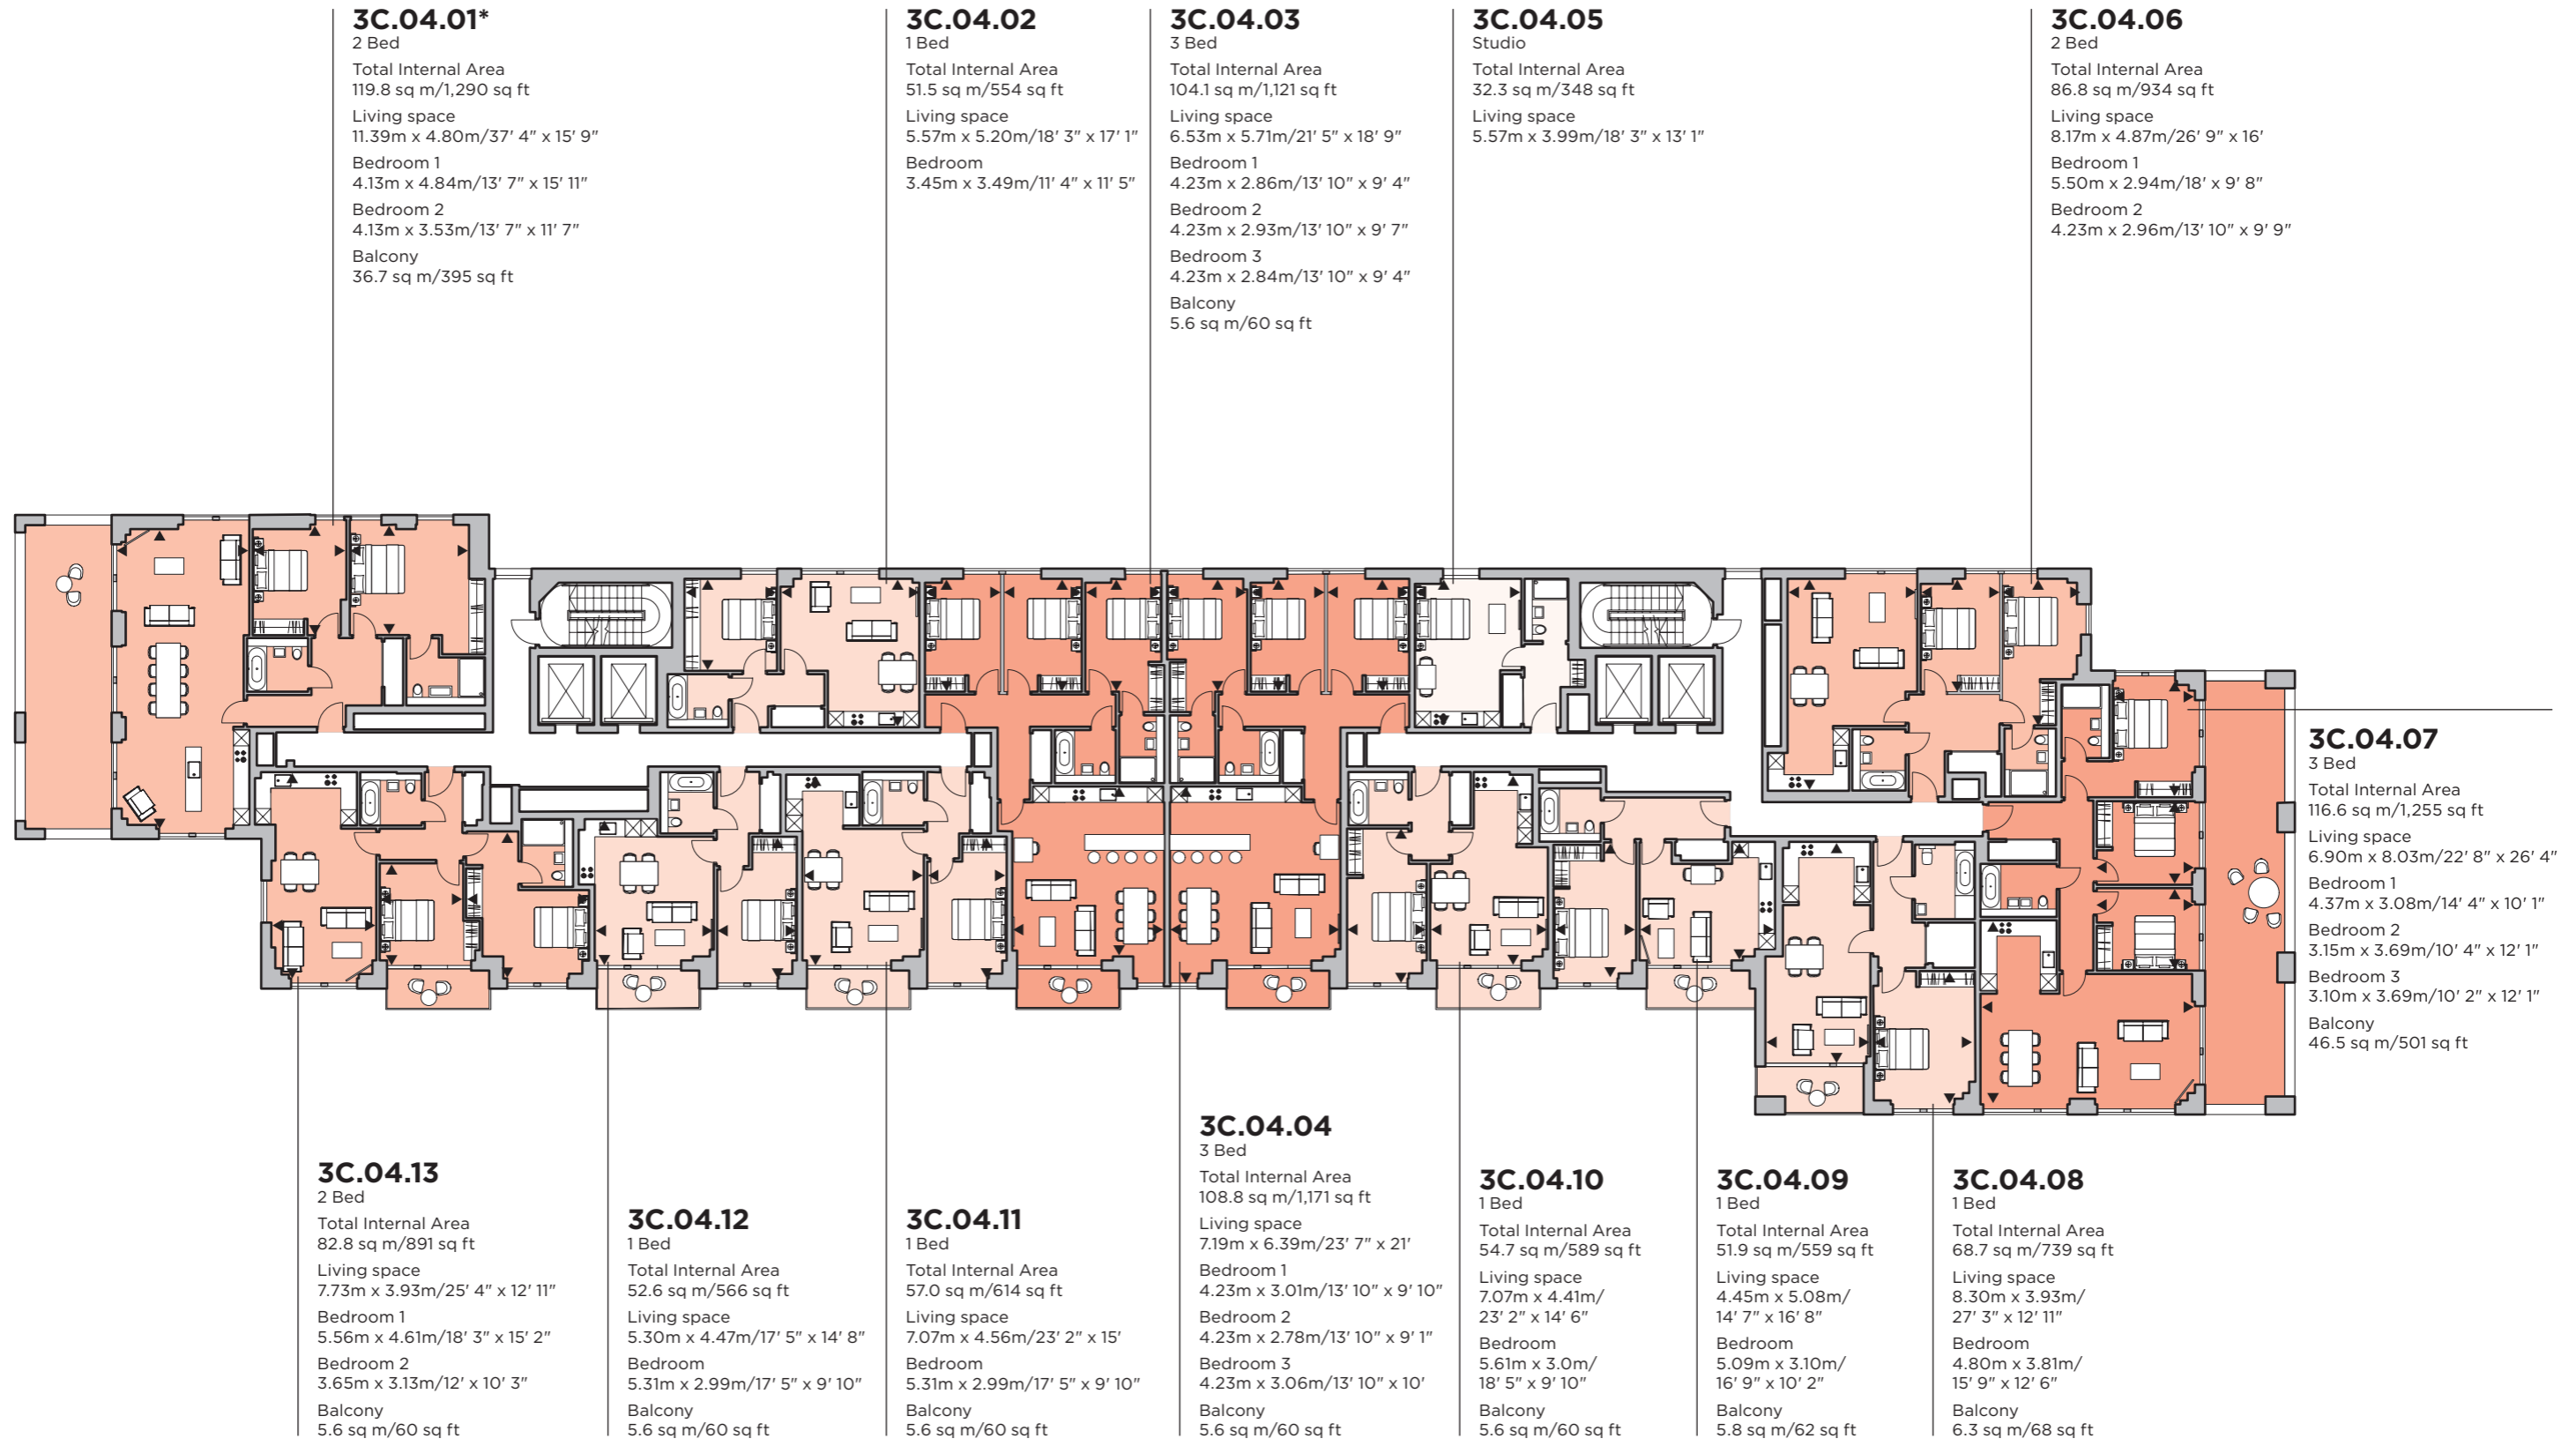 3C.04.01*
2 Bed
Total Internal Area
119.8 sq m/1,290 sq ft
Living space
11.39m x 4.80m/37' 4" x 15' 9"
Bedroom 1
4.13m x 4.84m/13' 7" x 15' 11"
Bedroom 2
4.13m x 3.53m/13' 7" x 11' 7"
Balcony
36.7 sq m/395 sq ft
3C.04.02
1 Bed
Total Internal Area
51.5 sq m/554 sq ft
Living space
5.57m x 5.20m/18' 3" x 17' 1"
Bedroom
3.45m x 3.49m/11' 4" x 11' 5"
3C.04.03
3 Bed
Total Internal Area
104.1 sq m/1,121 sq ft
Living space
6.53m x 5.71m/21' 5" x 18' 9"
Bedroom 1
4.23m x 2.86m/13' 10" x 9' 4"
Bedroom 2
4.23m x 2.93m/13' 10" x 9' 7"
Bedroom 3
4.23m x 2.84m/13' 10" x 9' 4"
Balcony
5.6 sq m/60 sq ft
3C.04.05
Studio
Total Internal Area
32.3 sq m/348 sq ft
Living space
5.57m x 3.99m/18' 3" x 13' 1"
3C.04.06
2 Bed
Total Internal Area
86.8 sq m/934 sq ft
Living space
8.17m x 4.87m/26' 9" x 16'
Bedroom 1
5.50m x 2.94m/18' x 9' 8"
Bedroom 2
4.23m x 2.96m/13' 10" x 9' 9"
3C.04.07
3 Bed
Total Internal Area
116.6 sq m/1,255 sq ft
Living space
6.90m x 8.03m/22' 8" x 26' 4"
Bedroom 1
4.37m x 3.08m/14' 4" x 10' 1"
Bedroom 2
3.15m x 3.69m/10' 4" x 12' 1"
Bedroom 3
3.10m x 3.69m/10' 2" x 12' 1"
Balcony
46.5 sq m/501 sq ft
3C.04.13
2 Bed
Total Internal Area
82.8 sq m/891 sq ft
Living space
7.73m x 3.93m/25' 4" x 12' 11"
Bedroom 1
5.56m x 4.61m/18' 3" x 15' 2"
Bedroom 2
3.65m x 3.13m/12' x 10' 3"
Balcony
5.6 sq m/60 sq ft
3C.04.12
1 Bed
Total Internal Area
52.6 sq m/566 sq ft
Living space
5.30m x 4.47m/17' 5" x 14' 8"
Bedroom
5.31m x 2.99m/17' 5" x 9' 10"
Balcony
5.6 sq m/60 sq ft
3C.04.11
1 Bed
Total Internal Area
57.0 sq m/614 sq ft
Living space
7.07m x 4.56m/23' 2" x 15'
Bedroom
5.31m x 2.99m/17' 5" x 9' 10"
Balcony
5.6 sq m/60 sq ft
3C.04.04
3 Bed
Total Internal Area
108.8 sq m/1,171 sq ft
Living space
7.19m x 6.39m/23' 7" x 21'
Bedroom 1
4.23m x 3.01m/13' 10" x 9' 10"
Bedroom 2
4.23m x 2.78m/13' 10" x 9' 1"
Bedroom 3
4.23m x 3.06m/13' 10" x 10'
Balcony
5.6 sq m/60 sq ft
3C.04.10
1 Bed
Total Internal Area
54.7 sq m/589 sq ft
Living space
7.07m x 4.41m/
23' 2" x 14' 6"
Bedroom
5.61m x 3.0m/
18' 5" x 9' 10"
Balcony
5.6 sq m/60 sq ft
3C.04.09
1 Bed
Total Internal Area
51.9 sq m/559 sq ft
Living space
4.45m x 5.08m/
14' 7" x 16' 8"
Bedroom
5.09m x 3.10m/
16' 9" x 10' 2"
Balcony
5.8 sq m/62 sq ft
3C.04.08
1 Bed
Total Internal Area
68.7 sq m/739 sq ft
Living space
8.30m x 3.93m/
27' 3" x 12' 11"
Bedroom
4.80m x 3.81m/
15' 9" x 12' 6"
Balcony
6.3 sq m/68 sq ft